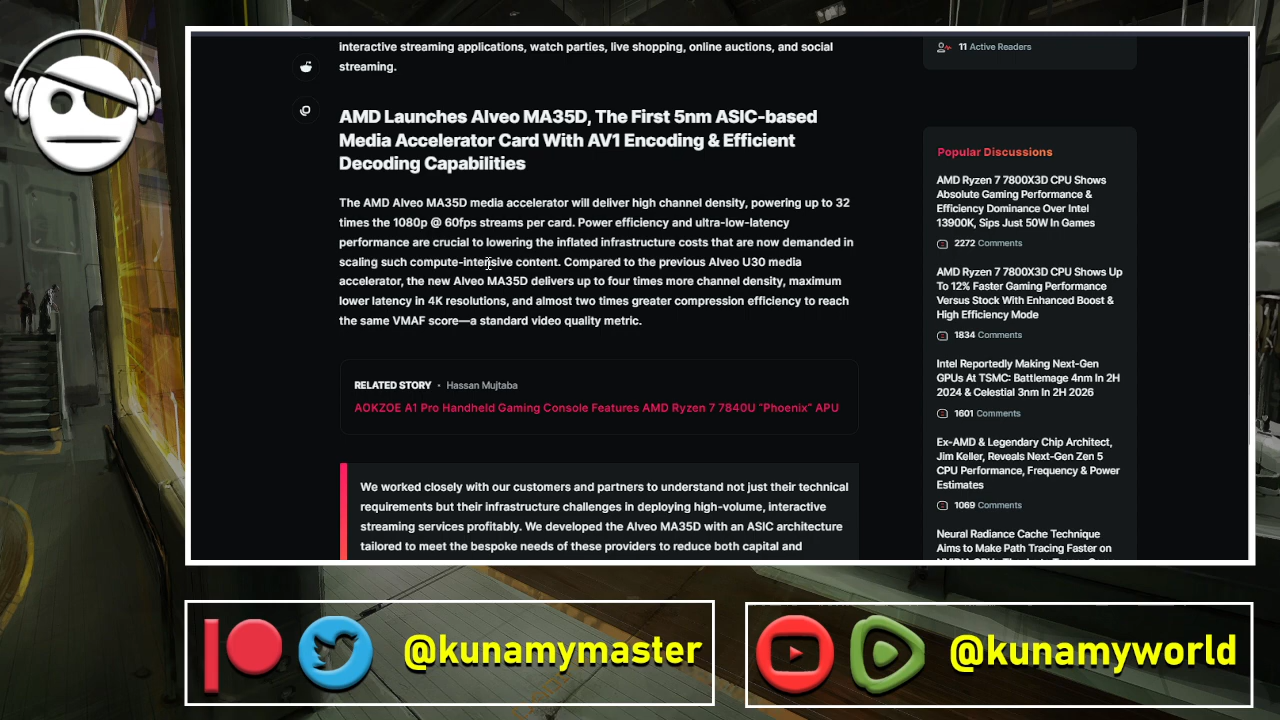 interactive streaming applications, watch parties, live shopping, online auctions, and social
streaming.
AMD Launches Alveo MA35D, The First 5nm ASIC-based
Media Accelerator Card With AV1 Encoding & Efficient
Decoding Capabilities
The AMD Alveo MA35D media accelerator will deliver high channel density, powering up to 32
times the 1080p @ 60fps streams per card. Power efficiency and ultra-low-latency
performance are crucial to lowering the inflated infrastructure costs that are now demanded in
scaling such compute-intensive content. Compared to the previous Alveo U30 media
accelerator, the new Alveo MA35D delivers up to four times more channel density, maximum
lower latency in 4K resolutions, and almost two times greater compression efficiency to reach
the same VMAF score—a standard video quality metric.
RELATED STORY • Hassan Mujtaba
AOKZOE A1 Pro Handheld Gaming Console Features AMD Ryzen 7 7840U "Phoenix" APU
We worked closely with our customers and partners to understand not just their technical
requirements but their infrastructure challenges in deploying high-volume, interactive
streaming services profitably. We developed the Alveo MA35D with an ASIC architecture
tailored to meet the bespoke needs of these providers to reduce both capital and
11 Active Readers
Popular Discussions
AMD Ryzen 7 7800X3D CPU Shows
Absolute Gaming Performance &
Efficiency Dominance Over Intel
13900K, Sips Just 50W In Games
2272 Comments
AMD Ryzen 7 7800X3D CPU Shows Up
To 12% Faster Gaming Performance
Versus Stock With Enhanced Boost &
High Efficiency Mode
1834 Comments
Intel Reportedly Making Next-Gen
GPUs At TSMC: Battlemage 4nm In 2H
2024 & Celestial 3nm In 2H 2026
1601 Comments
Ex-AMD & Legendary Chip Architect,
Jim Keller, Reveals Next-Gen Zen 5
CPU Performance, Frequency & Power
Estimates
1069 Comments
Neural Radiance Cache Technique
Aims to Make Path Tracing Faster on
@kunamymaster
@kunamyworld